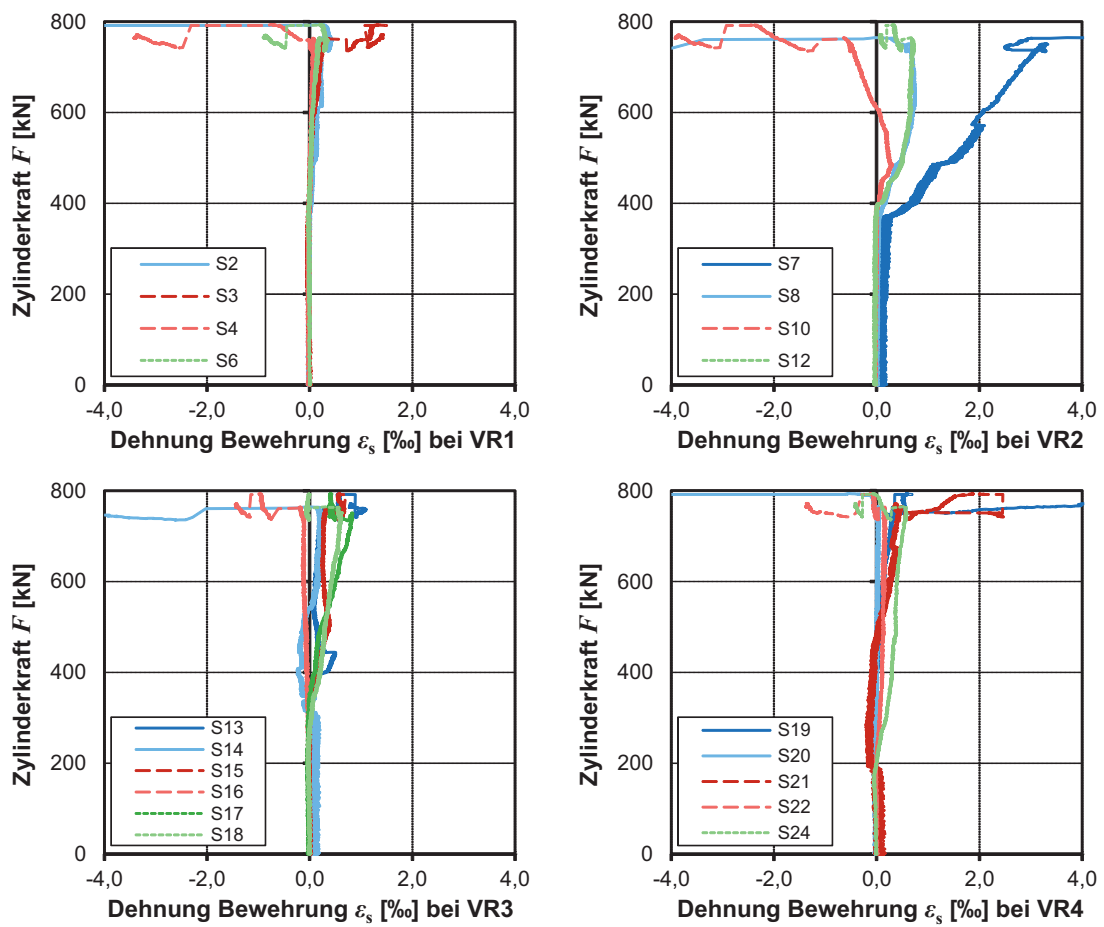 Zylinderkraft F [kN]
800
600
400
200
0
S2
S3
S4
S6
-4,0 -2,0 0,0 2,0 4,0
Dehnung Bewehrung εs [‰] bei VR1
Zylinderkraft F [kN]
800
600
400
200
0
S7
S8
S10
S12
-4,0 -2,0 0,0 2,0 4,0
Dehnung Bewehrung εs [‰] bei VR2
Zylinderkraft F [kN]
800
600
400
200
0
S13
S14
S15
S16
S17
S18
-4,0 -2,0 0,0 2,0 4,0
Dehnung Bewehrung εs [‰] bei VR3
Zylinderkraft F [kN]
800
600
400
200
0
S19
S20
S21
S22
S24
-4,0 -2,0 0,0 2,0 4,0
Dehnung Bewehrung εs [‰] bei VR4